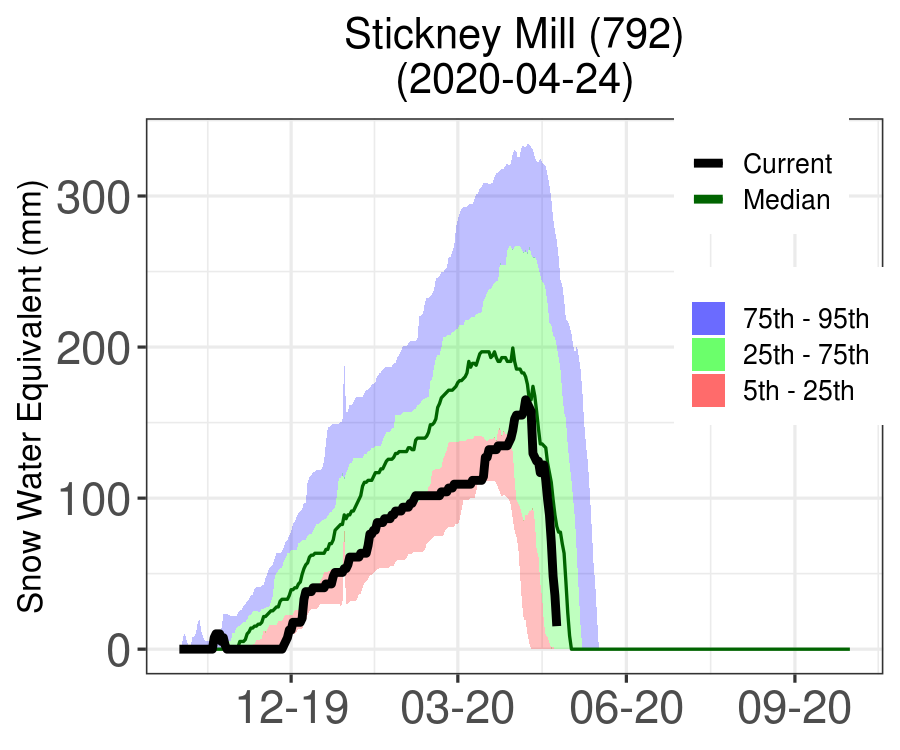 Stickney Mill (792)
(2020-04-24)
Snow Water Equivalent (mm)
300
200
100
0
12-19
03-20
06-20
09-20
Current
Median
75th - 95th
25th - 75th
5th - 25th